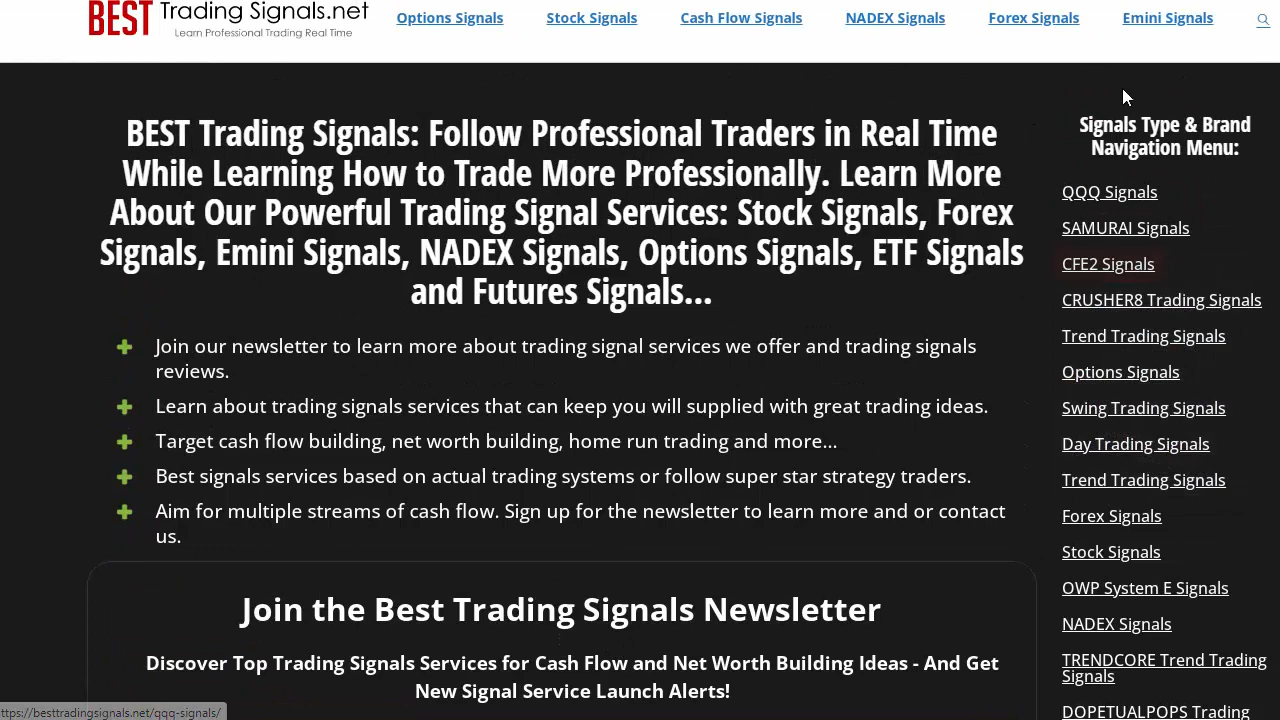 BEST Trading Signals.net
Learn Professional Trading Real Time
Options Signals
Stock Signals
Cash Flow Signals
NADEX Signals
Forex Signals
Emini Signals
BEST Trading Signals: Follow Professional Traders in Real Time
While Learning How to Trade More Professionally. Learn More
About Our Powerful Trading Signal Services: Stock Signals, Forex
Signals, Emini Signals, NADEX Signals, Options Signals, ETF Signals
and Futures Signals...
Join our newsletter to learn more about trading signal services we offer and trading signals
reviews.
Learn about trading signals services that can keep you will supplied with great trading ideas.
Target cash flow building, net worth building, home run trading and more...
Best signals services based on actual trading systems or follow super star strategy traders.
Aim for multiple streams of cash flow. Sign up for the newsletter to learn more and or contact
us.
Join the Best Trading Signals Newsletter
Discover Top Trading Signals Services for Cash Flow and Net Worth Building Ideas - And Get
New Signal Service Launch Alerts!
Signals Type & Brand
Navigation Menu:
QQQ Signals
SAMURAI Signals
CFE2 Signals
CRUSHER8 Trading Signals
Trend Trading Signals
Options Signals
Swing Trading Signals
Day Trading Signals
Trend Trading Signals
Forex Signals
Stock Signals
OWP System E Signals
NADEX Signals
TRENDCORE Trend Trading
Signals
DOPETUALPOPS Trading
ttps://besttradingsignals.net/qqq-signals/